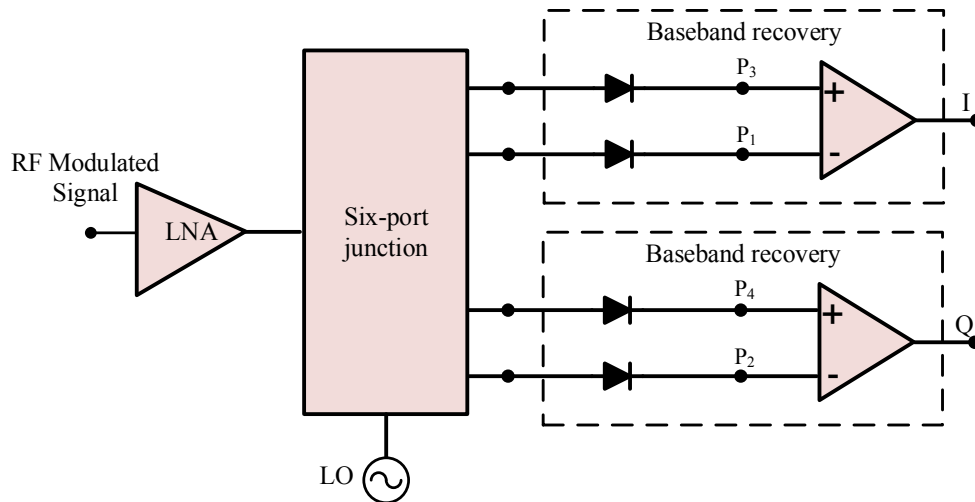 RF Modulated
Signal
LNA
Six-port
junction
LO
Baseband recovery
P3
+
P1
-
I
Baseband recovery
P4
+
P2
-
Q